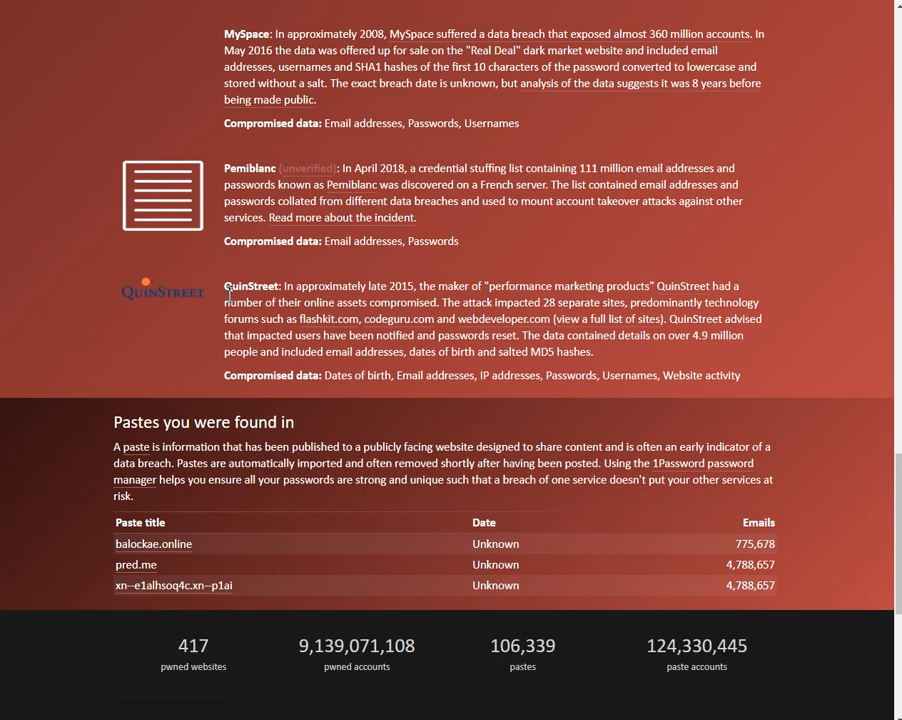 MySpace: In approximately 2008, MySpace suffered a data breach that exposed almost 360 million accounts. In
May 2016 the data was offered up for sale on the "Real Deal" dark market website and included email
addresses, usernames and SHA1 hashes of the first 10 characters of the password converted to lowercase and
stored without a salt. The exact breach date is unknown, but analysis of the data suggests it was 8 years before
being made public.
Compromised data: Email addresses, Passwords, Usernames
Pemiblanc (unverified): In April 2018, a credential stuffing list containing 111 million email addresses and
passwords known as Pemiblanc was discovered on a French server. The list contained email addresses and
passwords collated from different data breaches and used to mount account takeover attacks against other
services. Read more about the incident.
Compromised data: Email addresses, Passwords
QUINSTREET
QuinStreet: In approximately late 2015, the maker of "performance marketing products" QuinStreet had a
number of their online assets compromised. The attack impacted 28 separate sites, predominantly technology
forums such as flashkit.com, codeguru.com and webdeveloper.com (view a full list of sites). QuinStreet advised
that impacted users have been notified and passwords reset. The data contained details on over 4.9 million
people and included email addresses, dates of birth and salted MD5 hashes.
Compromised data: Dates of birth, Email addresses, IP addresses, Passwords, Usernames, Website activity
Pastes you were found in
A paste is information that has been published to a publicly facing website designed to share content and is often an early indicator of a
data breach. Pastes are automatically imported and often removed shortly after having been posted. Using the 1Password password
manager helps you ensure all your passwords are strong and unique such that a breach of one service doesn't put your other services at
risk.
Paste title Date Emails
balockae.online Unknown 775,678
pred.me Unknown 4,788,657
xn--e1alhsoq4c.xn--p1ai Unknown 4,788,657
417 9,139,071,108 106,339 124,330,445
pwned websites pwned accounts pastes paste accounts